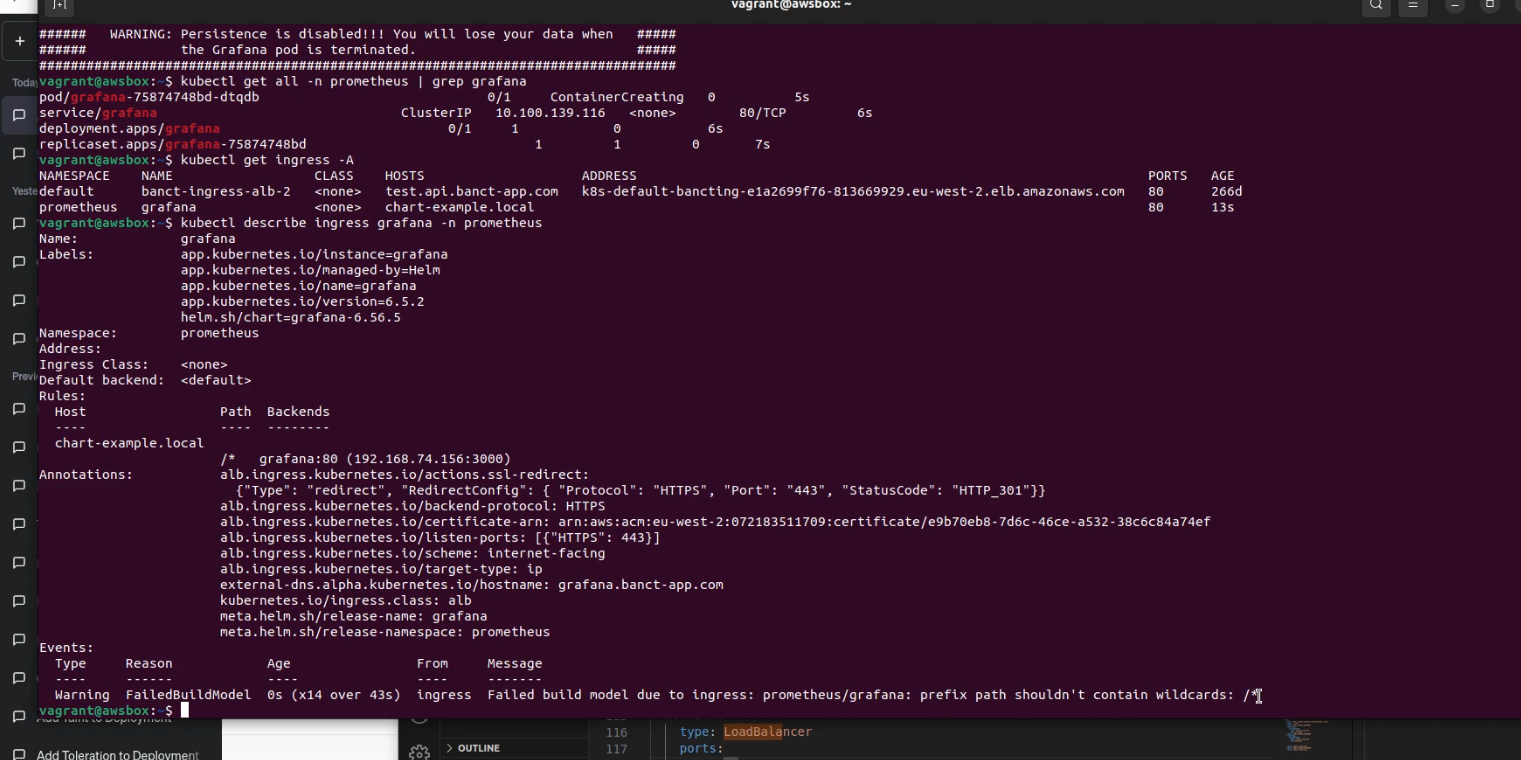 vagrant@awsbox: ~
###### WARNING: Persistence is disabled!!! You will lose your data when #####
###### the Grafana pod is terminated. #####
#################################################################################
vagrant@awsbox:~$ kubectl get all -n prometheus | grep grafana
pod/grafana-75874748bd-dtqdb 0/1 ContainerCreating 0 5s
service/grafana ClusterIP 10.100.139.116 <none> 80/TCP 6s
deployment.apps/grafana 0/1 1 0 6s
replicaset.apps/grafana-75874748bd 1 1 0 7s
vagrant@awsbox:~$ kubectl get ingress -A
NAMESPACE NAME CLASS HOSTS ADDRESS PORTS AGE
default banct-ingress-alb-2 <none> test.api.banct-app.com k8s-default-bancting-e1a2699f76-813669929.eu-west-2.elb.amazonaws.com 80 266d
prometheus grafana <none> chart-example.local 80 13s
vagrant@awsbox:~$ kubectl describe ingress grafana -n prometheus
Name: grafana
Labels: app.kubernetes.io/instance=grafana
app.kubernetes.io/managed-by=Helm
app.kubernetes.io/name=grafana
app.kubernetes.io/version=6.5.2
helm.sh/chart=grafana-6.56.5
Namespace: prometheus
Address:
Ingress Class: <none>
Default backend: <default>
Rules:
Host Path Backends
---- ---- --------
chart-example.local
/* grafana:80 (192.168.74.156:3000)
Annotations: alb.ingress.kubernetes.io/actions.ssl-redirect:
{"Type": "redirect", "RedirectConfig": { "Protocol": "HTTPS", "Port": "443", "StatusCode": "HTTP_301"}}
alb.ingress.kubernetes.io/backend-protocol: HTTPS
alb.ingress.kubernetes.io/certificate-arn: arn:aws:acm:eu-west-2:072183511709:certificate/e9b70eb8-7d6c-46ce-a532-38c6c84a74ef
alb.ingress.kubernetes.io/listen-ports: [{"HTTPS": 443}]
alb.ingress.kubernetes.io/scheme: internet-facing
alb.ingress.kubernetes.io/target-type: ip
external-dns.alpha.kubernetes.io/hostname: grafana.banct-app.com
kubernetes.io/ingress.class: alb
meta.helm.sh/release-name: grafana
meta.helm.sh/release-namespace: prometheus
Events:
Type Reason Age From Message
---- ------ ---- ---- -------
Warning FailedBuildModel 0s (x14 over 43s) ingress Failed build model due to ingress: prometheus/grafana: prefix path shouldn't contain wildcards: /*
vagrant@awsbox:~$
Today
Yeste
Previ
Add Taint to Deployment
Add Toleration to Deployment
OUTLINE
116 type: LoadBalancer
117 ports: